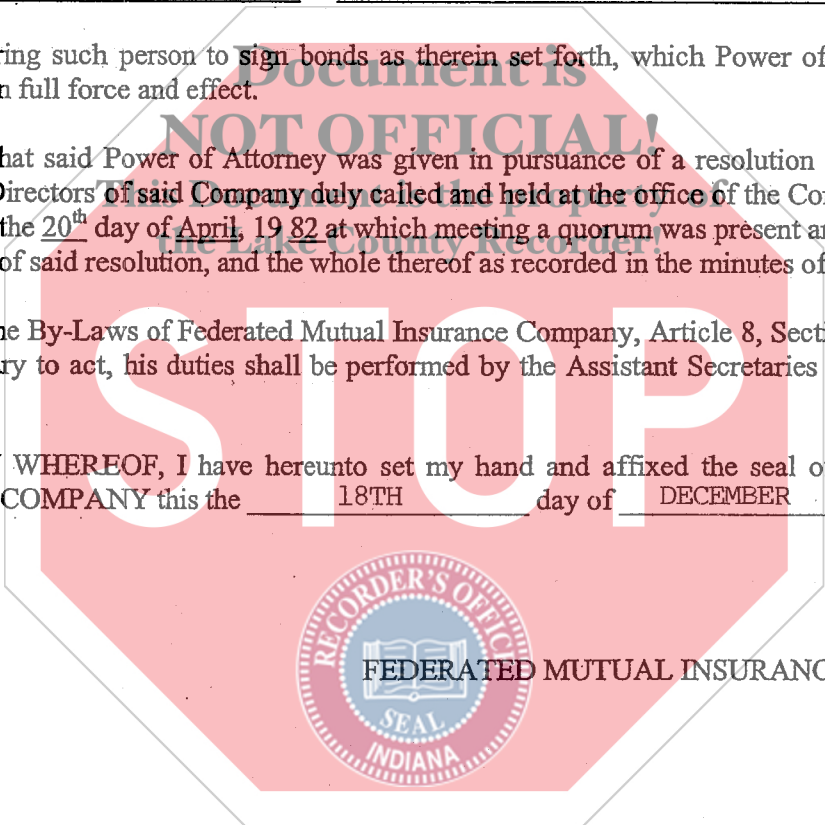 ring such person to sign bonds as therein set forth, which Power of
n full force and effect.
Document is
NOT OFFICIAL!
hat said Power of Attorney was given in pursuance of a resolution
Directors of said Company duly called and held at the office of the Co
This Document is the property of
the 20th day of April, 19 82 at which meeting a quorum was present a
the Lake County Recorder!
of said resolution, and the whole thereof as recorded in the minutes of
e By-Laws of Federated Mutual Insurance Company, Article 8, Secti
ry to act, his duties shall be performed by the Assistant Secretaries
STOP
WHEREOF, I have hereunto set my hand and affixed the seal o
COMPANY this the 18TH day of DECEMBER
RECORDER'S OFFICE
FEDERATED MUTUAL INSURANC
SEAL
INDIANA